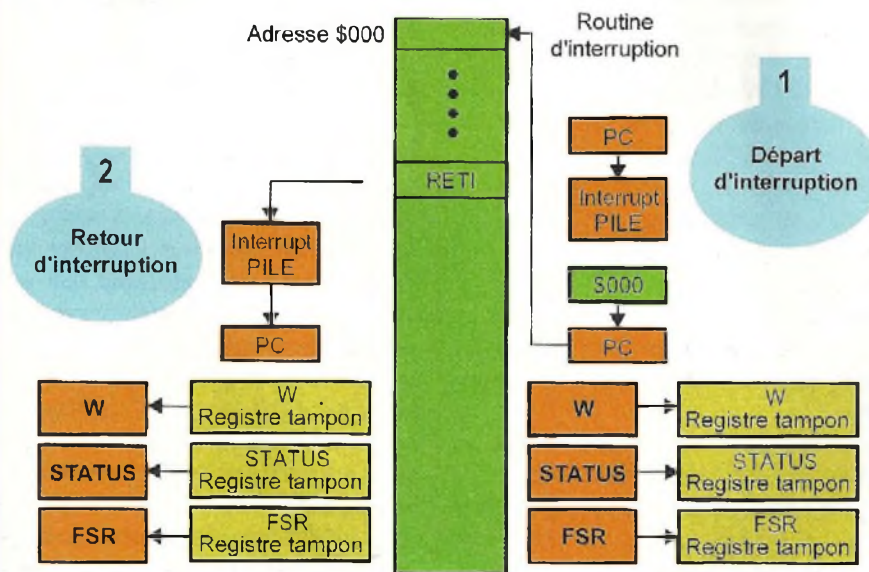 Adresse $000
Routine
d'interruption
1
Départ
d'interruption
PC
Interrupt
PILE
$000
PC
RETI
2
Retour
d'interruption
Interrupt
PILE
PC
W
W
Registre tampon
STATUS
STATUS
Registre tampon
FSR
FSR
Registre tampon
W
W
Registre tampon
STATUS
STATUS
Registre tampon
FSR
FSR
Registre tampon